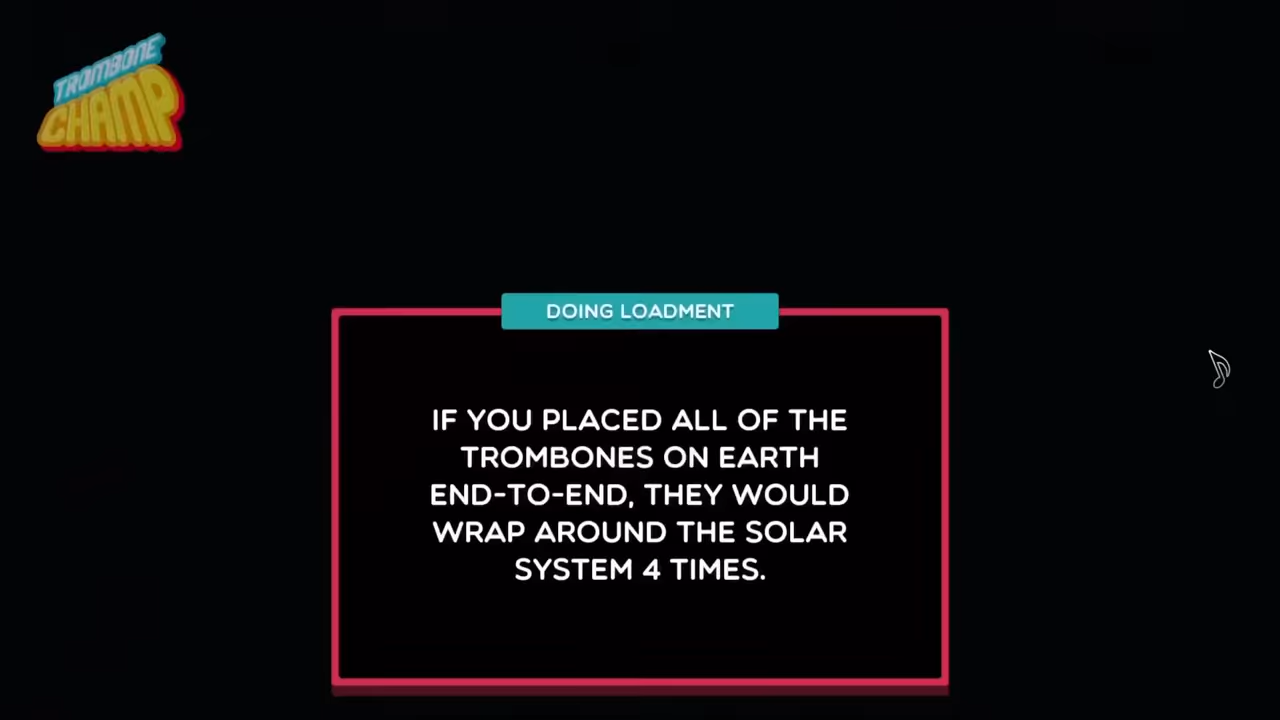 TROMBONE
CHAMP
DOING LOADMENT
IF YOU PLACED ALL OF THE
TROMBONES ON EARTH
END-TO-END, THEY WOULD
WRAP AROUND THE SOLAR
SYSTEM 4 TIMES.